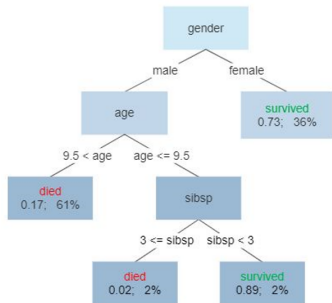 gender
male
female
age
survived
0.73; 36%
9.5 < age
age <= 9.5
died
0.17; 61%
sibsp
3 <= sibsp
sibsp < 3
died
0.02; 2%
survived
0.89; 2%